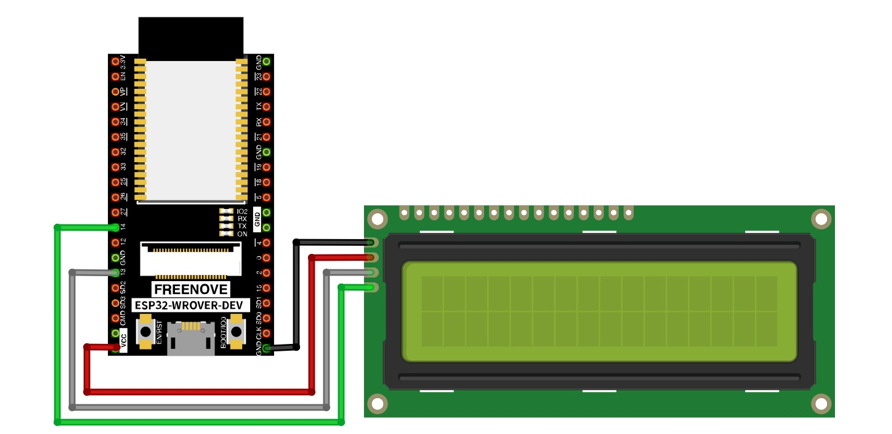 3.3V
EN
VP
VN
34
35
32
33
25
26
27
14
12
GND
13
SD2
SD3
CMD
VCC
GND
23
22
TX
RX
21
GND
19
18
5
GND
4
0
2
15
SD1
SD0
CLK
GND
IO2
RX
TX
ON
FREENOVE
ESP32-WROVER-DEV
EN/RST
BOOT/IO0